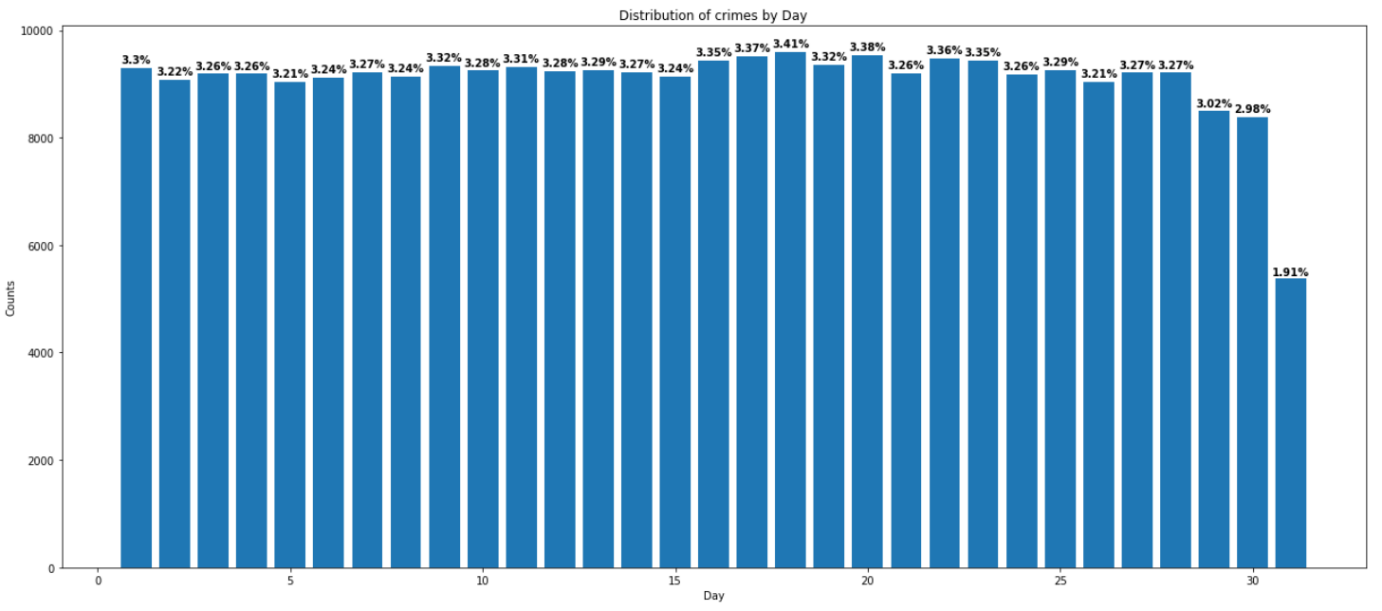 Distribution of crimes by Day
10000
8000
6000
4000
2000
0
Counts
3.3% 3.22% 3.26% 3.26% 3.21% 3.24% 3.27% 3.24% 3.32% 3.28% 3.31% 3.28% 3.29% 3.27% 3.24% 3.35% 3.37% 3.41% 3.32% 3.38% 3.26% 3.36% 3.35% 3.26% 3.29% 3.21% 3.27% 3.27% 3.02% 2.98% 1.91%
0 5 10 15 20 25 30
Day